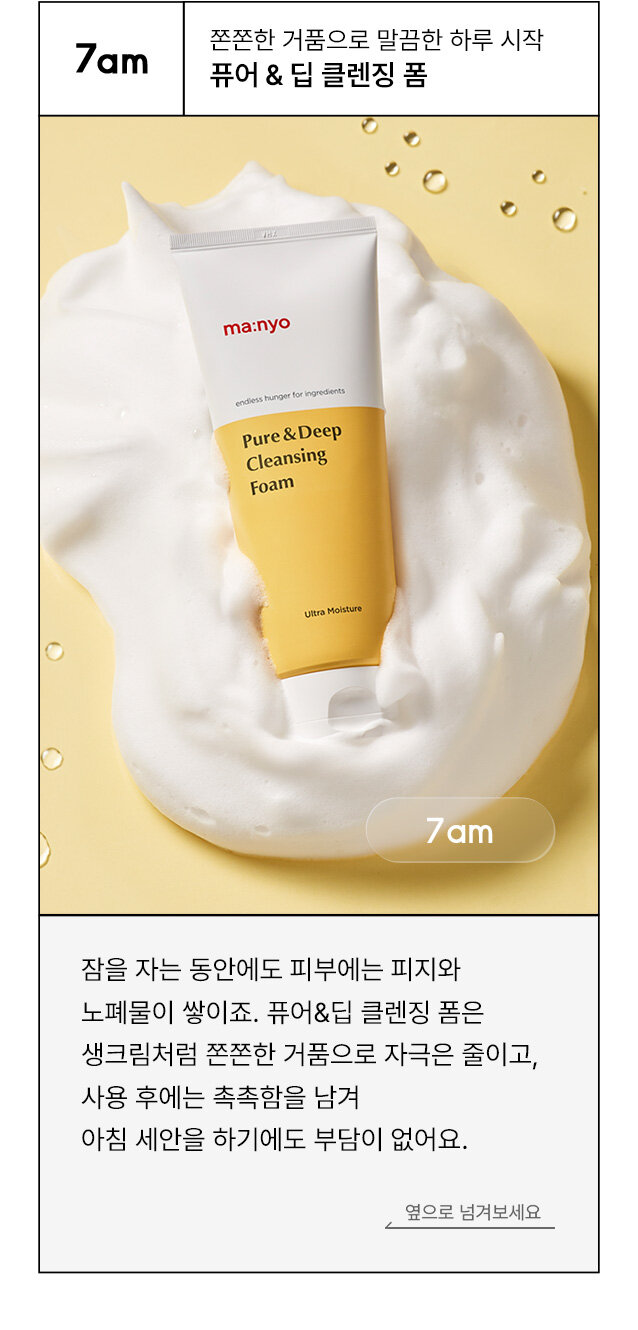 7am
쫀쫀한 거품으로 말끔한 하루 시작
퓨어 & 딥 클렌징 폼
ma:nyo
endless hunger for ingredients
Pure & Deep
Cleansing
Foam
Ultra Moisture
7am
잠을 자는 동안에도 피부에는 피지와
노폐물이 쌓이죠. 퓨어&딥 클렌징 폼은
생크림처럼 쫀쫀한 거품으로 자극은 줄이고,
사용 후에는 촉촉함을 남겨
아침 세안을 하기에도 부담이 없어요.
옆으로 넘겨보세요